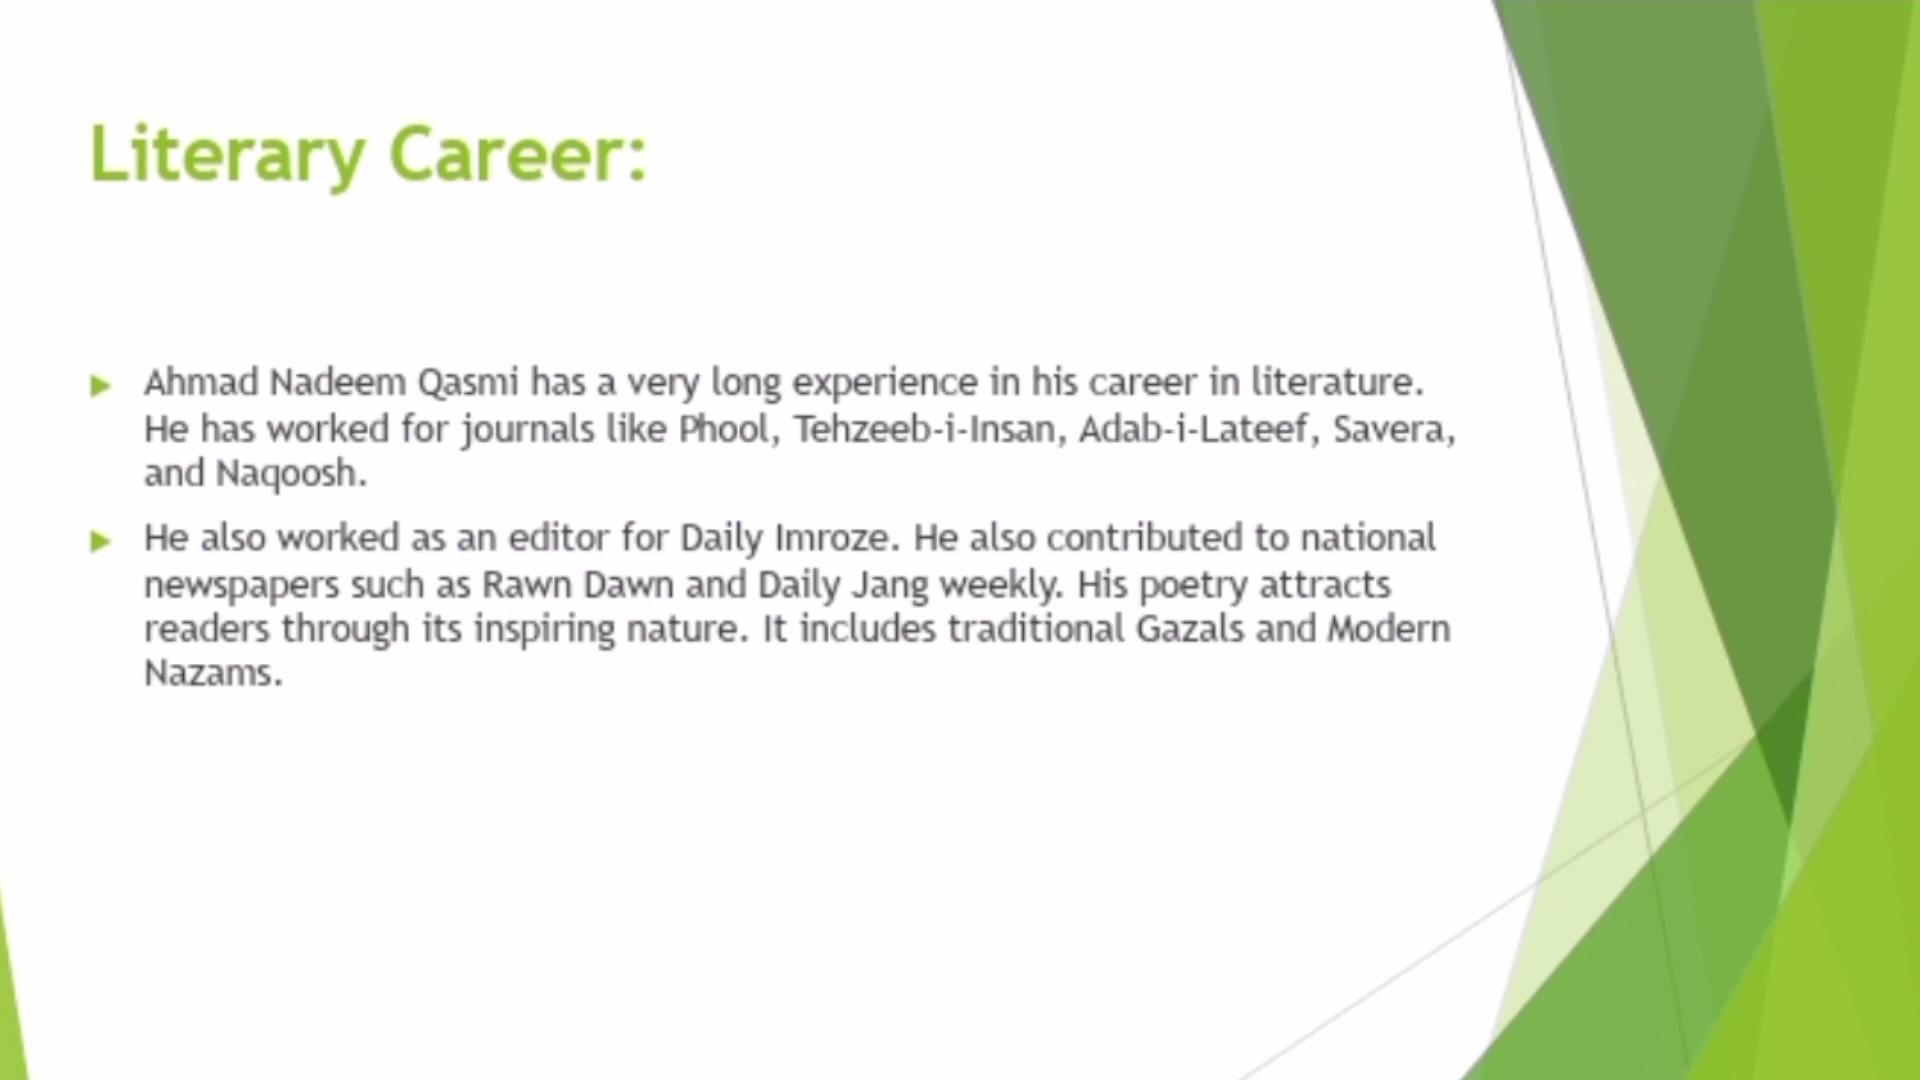 Literary Career:
Ahmad Nadeem Qasmi has a very long experience in his career in literature.
He has worked for journals like Phool, Tehzeeb-i-Insan, Adab-i-Lateef, Savera,
and Naqoosh.
He also worked as an editor for Daily Imroze. He also contributed to national
newspapers such as Rawn Dawn and Daily Jang weekly. His poetry attracts
readers through its inspiring nature. It includes traditional Gazals and Modern
Nazams.